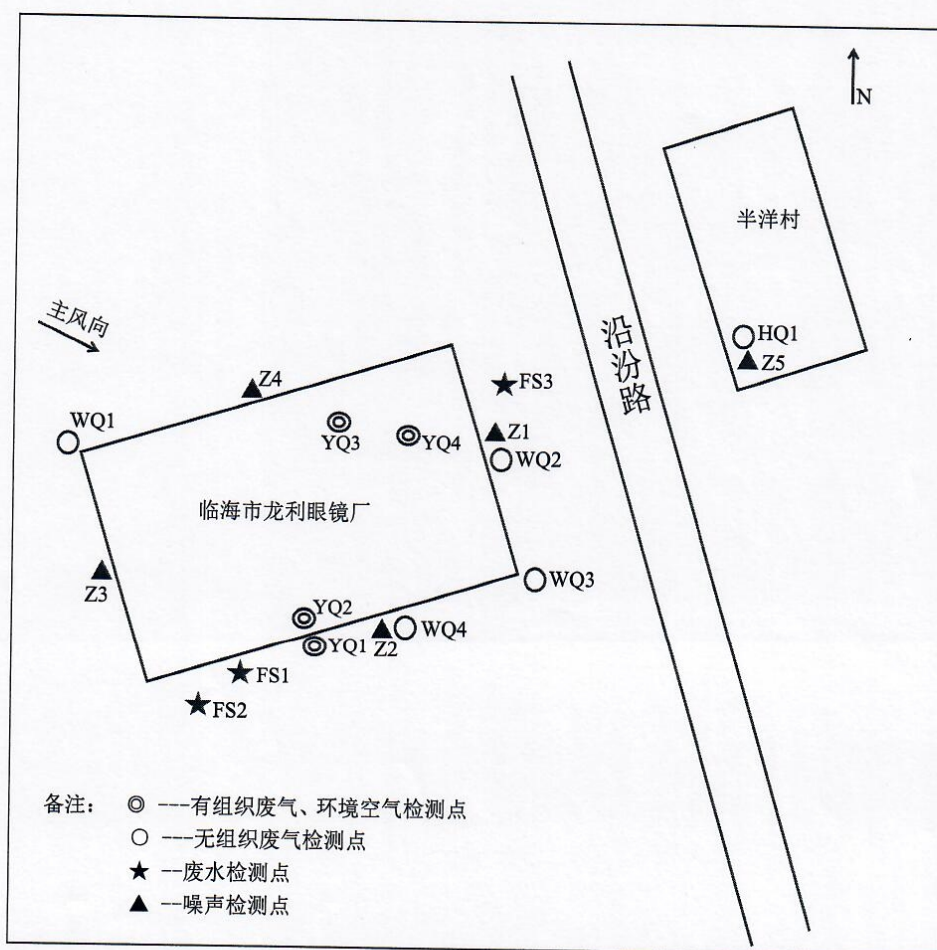 N
半洋村
主风向
沿汾路
HQ1
Z5
Z4
FS3
WQ1
YQ3
YQ4
Z1
WQ2
临海市龙利眼镜厂
Z3
WQ3
YQ2
WQ4
YQ1
Z2
FS1
FS2
备注: ◎ ---有组织废气、环境空气检测点
○ ---无组织废气检测点
★ --废水检测点
▲ --噪声检测点